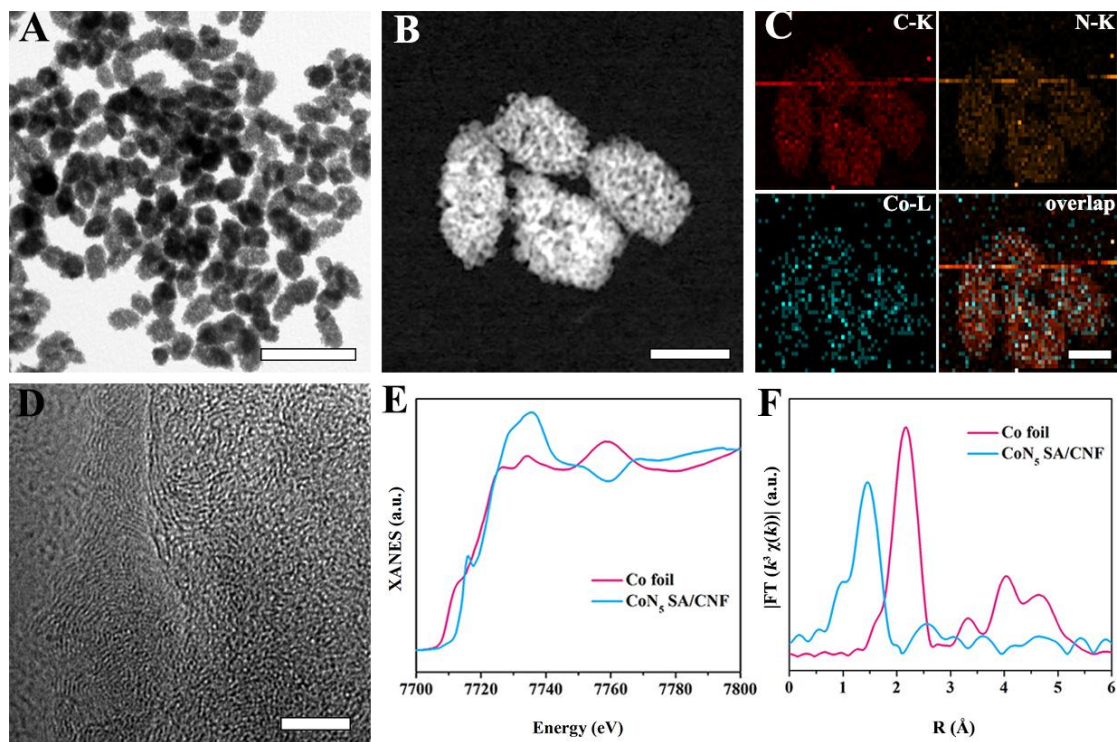 A
B
C
C-K
N-K
Co-L
overlap
D
E
XANES (a.u.)
Co foil
CoN₅ SA/CNF
7700 7720 7740 7760 7780 7800
Energy (eV)
F
|FT (k³ χ(k))| (a.u.)
Co foil
CoN₅ SA/CNF
0 1 2 3 4 5 6
R (Å)